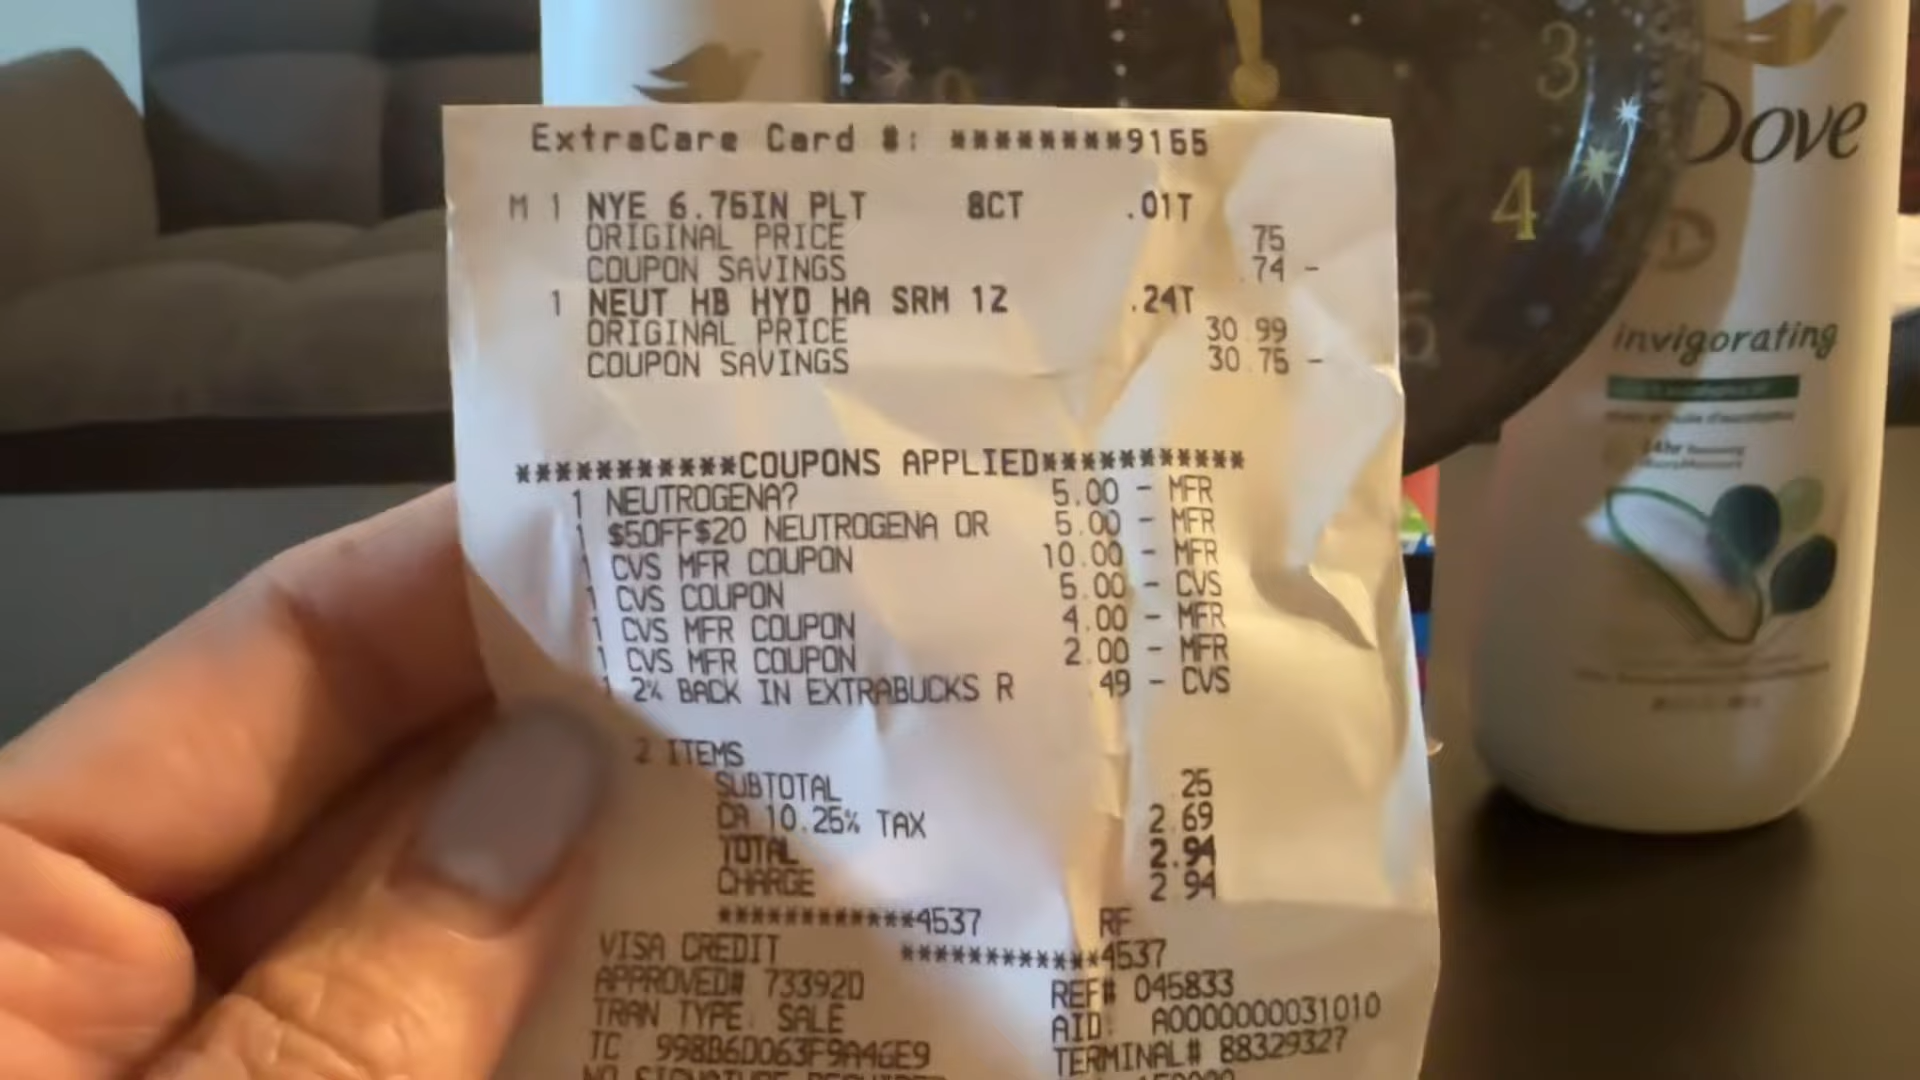 ExtraCare Card #: ********9155
M 1 NYE 6.75IN PLT 8CT .01T
ORIGINAL PRICE 75
COUPON SAVINGS .74 -
1 NEUT HB HYD HA SRM 1Z .24T
ORIGINAL PRICE 30.99
COUPON SAVINGS 30.75 -
***********COUPONS APPLIED***********
1 NEUTROGENA? 5.00 - MFR
1 $5OFF$20 NEUTROGENA OR 5.00 - MFR
1 CVS MFR COUPON 10.00 - MFR
1 CVS COUPON 5.00 - CVS
1 CVS MFR COUPON 4.00 - MFR
1 CVS MFR COUPON 2.00 - MFR
1 2% BACK IN EXTRABUCKS R .49 - CVS
2 ITEMS
SUBTOTAL .25
CA 10.25% TAX 2.69
TOTAL 2.94
CHARGE 2.94
************4537 RF
VISA CREDIT ************4537
APPROVED# 73392D REF# 045833
TRAN TYPE: SALE AID: A0000000031010
TC 998B6D063F9A46E9 TERMINAL# 88329327
3
4
Dove
invigorating